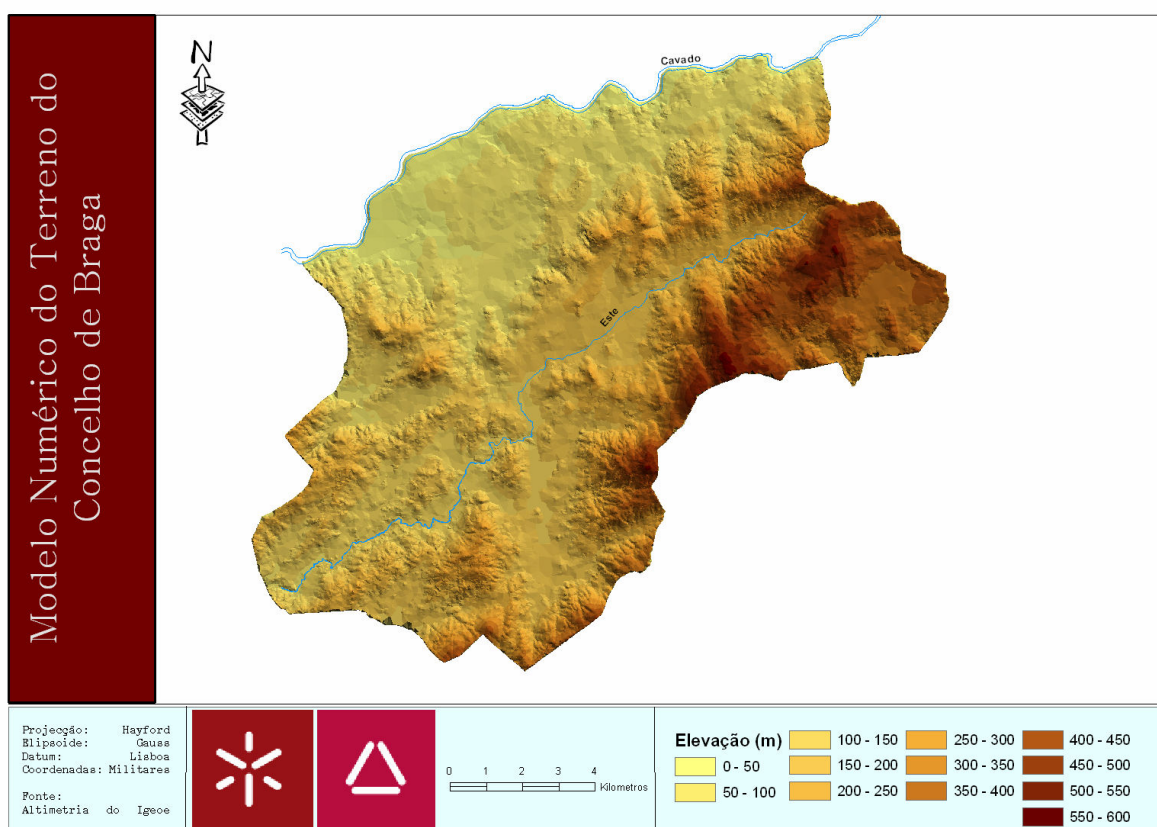 Modelo Numérico do Terreno do
Concelho de Braga
N
Cavado
Este
Projecção: Hayford
Elipsoide: Gauss
Datum: Lisboa
Coordenadas: Militares
Fonte:
Altimetria do Igeoe
0 1 2 3 4
Kilometros
Elevação (m)
0 - 50
50 - 100
100 - 150
150 - 200
200 - 250
250 - 300
300 - 350
350 - 400
400 - 450
450 - 500
500 - 550
550 - 600